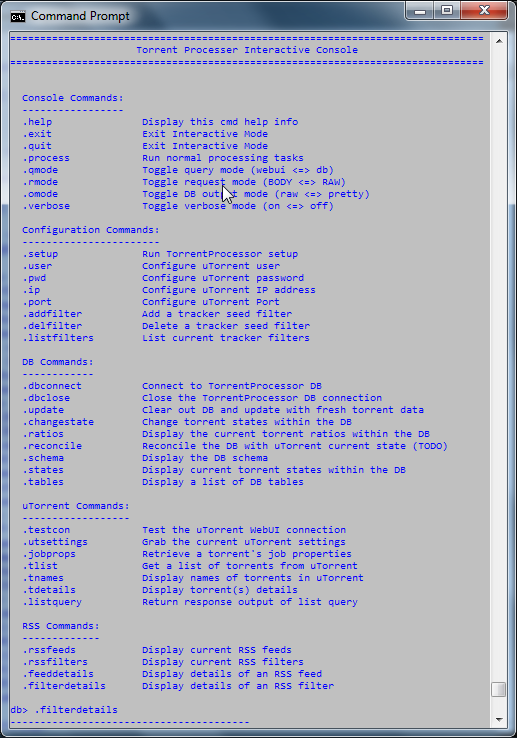 Command Prompt
================================================================================
Torrent Processer Interactive Console
================================================================================
Console Commands:
-----------------
.help Display this cmd help info
.exit Exit Interactive Mode
.quit Exit Interactive Mode
.process Run normal processing tasks
.qmode Toggle query mode (webui <=> db)
.rmode Toggle request mode (BODY <=> RAW)
.omode Toggle DB output mode (raw <=> pretty)
.verbose Toggle verbose mode (on <=> off)
Configuration Commands:
-----------------------
.setup Run TorrentProcessor setup
.user Configure uTorrent user
.pwd Configure uTorrent password
.ip Configure uTorrent IP address
.port Configure uTorrent Port
.addfilter Add a tracker seed filter
.delfilter Delete a tracker seed filter
.listfilters List current tracker filters
DB Commands:
------------
.dbconnect Connect to TorrentProcessor DB
.dbclose Close the TorrentProcessor DB connection
.update Clear out DB and update with fresh torrent data
.changestate Change torrent states within the DB
.ratios Display the current torrent ratios within the DB
.reconcile Reconcile the DB with uTorrent current state (TODO)
.schema Display the DB schema
.states Display current torrent states within the DB
.tables Display a list of DB tables
uTorrent Commands:
------------------
.testcon Test the uTorrent WebUI connection
.utsettings Grab the current uTorrent settings
.jobprops Retrieve a torrent's job properties
.tlist Get a list of torrents from uTorrent
.tnames Display names of torrents in uTorrent
.tdetails Display torrent(s) details
.listquery Return response output of list query
RSS Commands:
-------------
.rssfeeds Display current RSS feeds
.rssfilters Display current RSS filters
.feeddetails Display details of an RSS feed
.filterdetails Display details of an RSS filter
db> .filterdetails
----------------------------------------